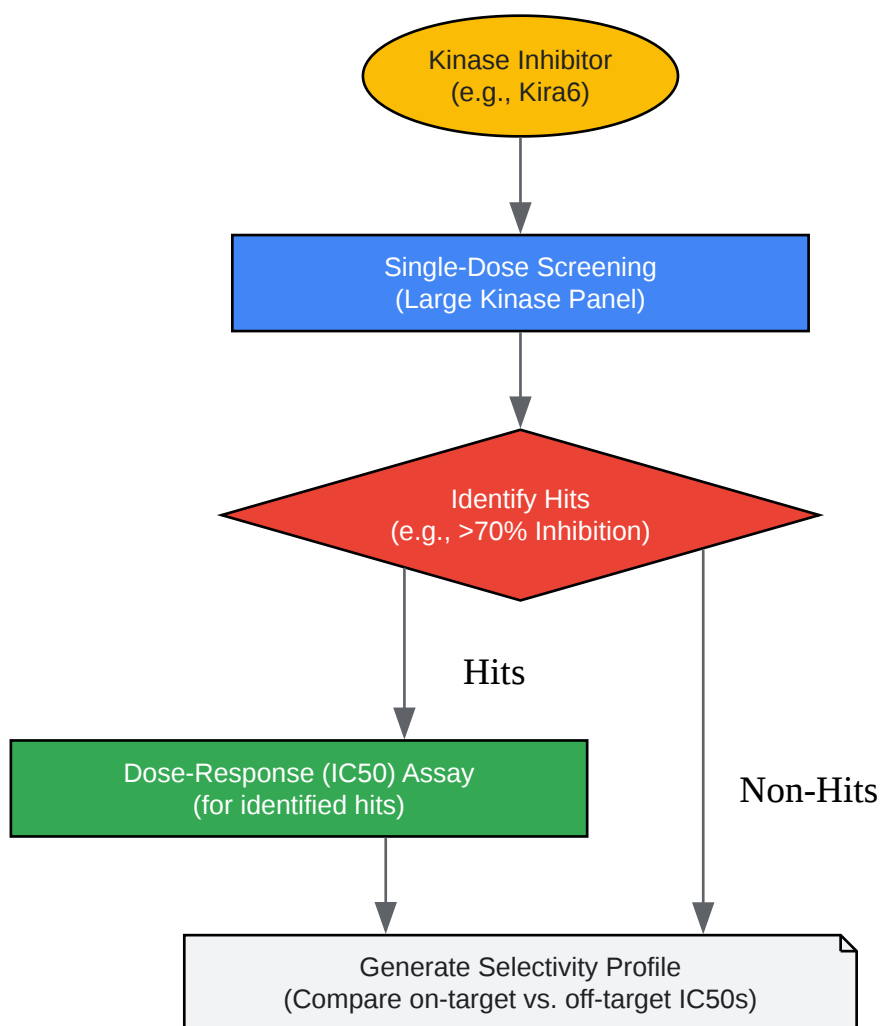 Kinase Inhibitor
(e.g., Kira6)
Single-Dose Screening
(Large Kinase Panel)
Identify Hits
(e.g., >70% Inhibition)
Hits
Dose-Response (IC50) Assay
(for identified hits)
Non-Hits
Generate Selectivity Profile
(Compare on-target vs. off-target IC50s)